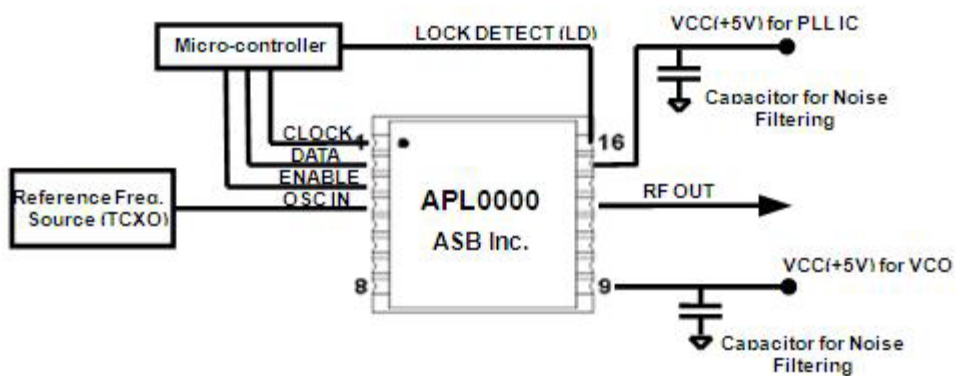 VCC(+5V) for PLL IC
Micro-controller
LOCK DETECT (LD)
Capacitor for Noise
Filtering
CLOCK
1
16
DATA
ENABLE
OSC IN
Reference Freq.
Source (TCXO)
APL0000
ASB Inc.
RF OUT
8
9
VCC(+5V) for VCO
Capacitor for Noise
Filtering